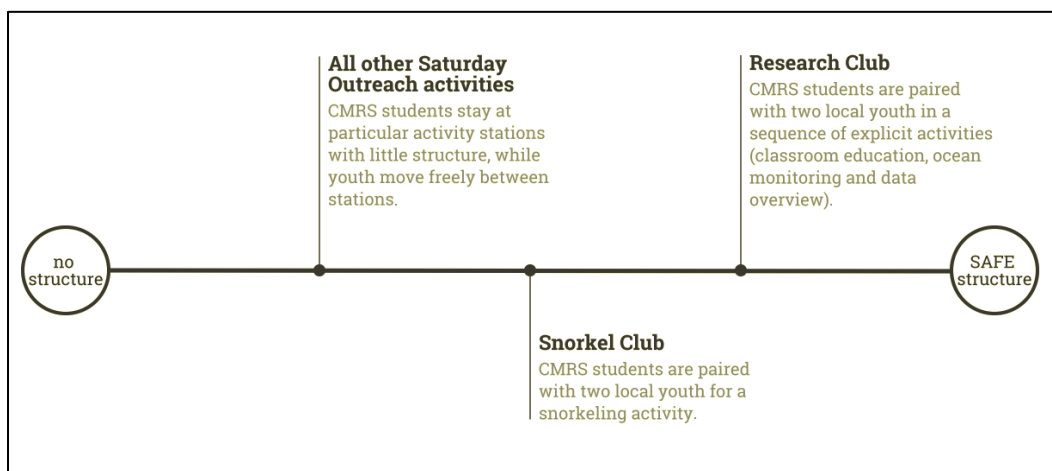 All other Saturday
Outreach activities
CMRS students stay at
particular activity stations
with little structure, while
youth move freely between
stations.
Research Club
CMRS students are paired
with two local youth in a
sequence of explicit activities
(classroom education, ocean
monitoring and data
overview).
no
structure
SAFE
structure
Snorkel Club
CMRS students are paired
with two local youth for a
snorkeling activity.